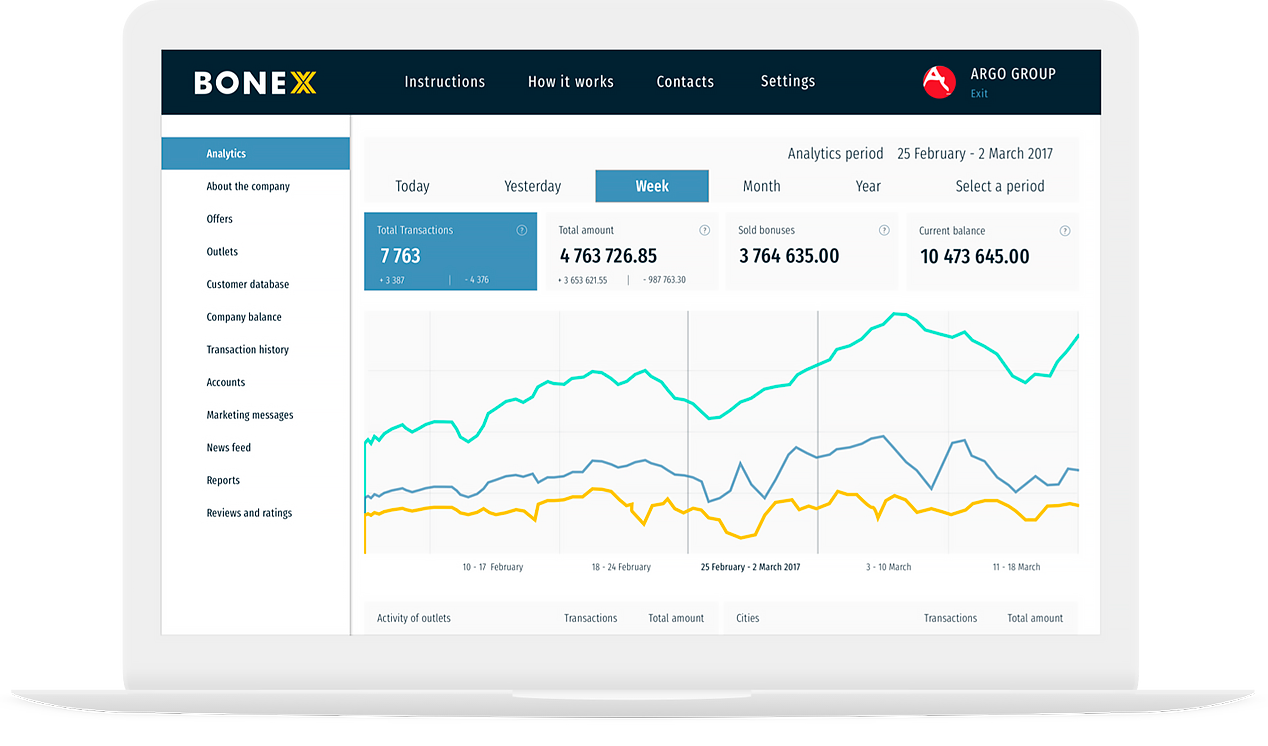 BONEX
Instructions
How it works
Contacts
Settings
ARGO GROUP
Exit
Analytics
About the company
Offers
Outlets
Customer database
Company balance
Transaction history
Accounts
Marketing messages
News feed
Reports
Reviews and ratings
Analytics period 25 February - 2 March 2017
Today
Yesterday
Week
Month
Year
Select a period
Total Transactions ?
7 763
+ 3 387 | - 4 376
Total amount ?
4 763 726.85
+ 3 653 621.55 | - 987 763.30
Sold bonuses ?
3 764 635.00
Current balance ?
10 473 645.00
10 - 17 February
18 - 24 February
25 February - 2 March 2017
3 - 10 March
11 - 18 March
Activity of outlets Transactions Total amount
Cities Transactions Total amount